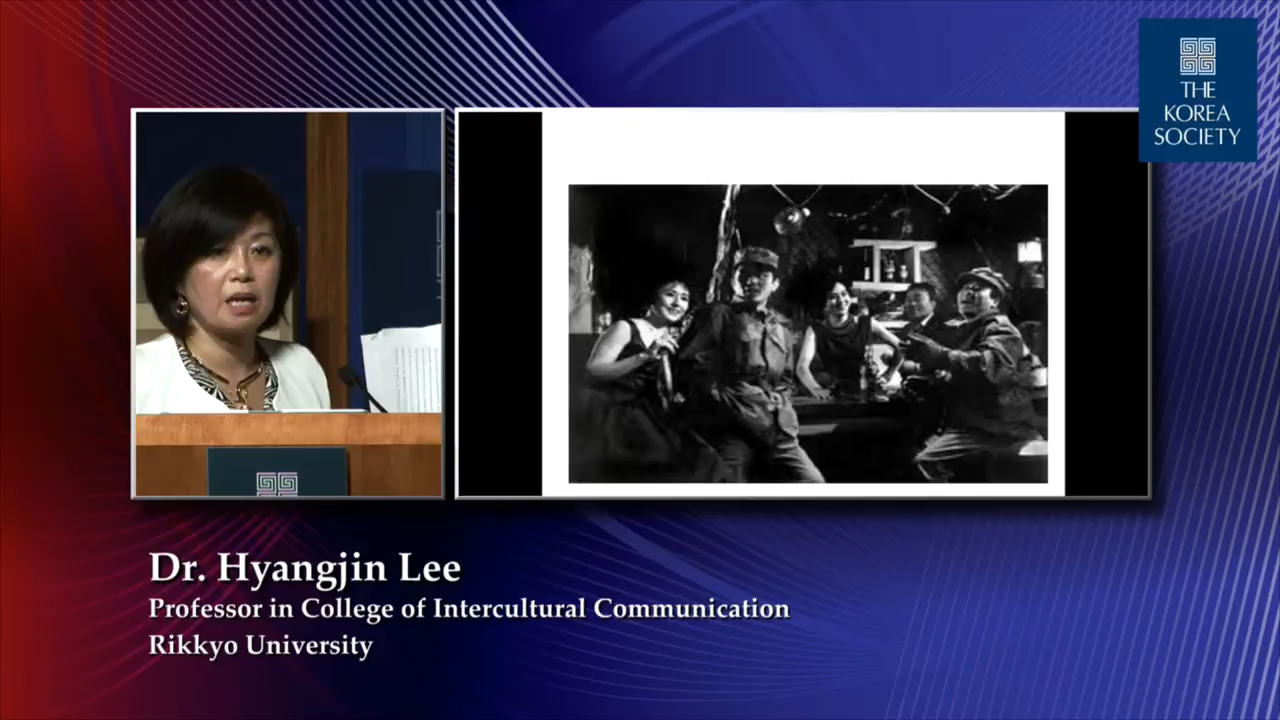 THE
KOREA
SOCIETY
Dr. Hyangjin Lee
Professor in College of Intercultural Communication
Rikkyo University